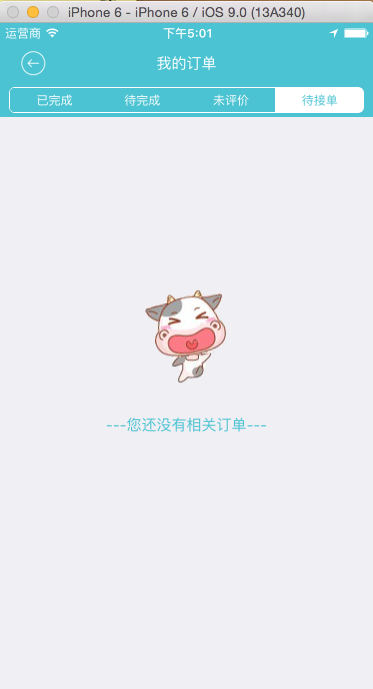 iPhone 6 - iPhone 6 / iOS 9.0 (13A340)
运营商 下午5:01
我的订单
已完成 待完成 未评价 待接单
---您还没有相关订单---